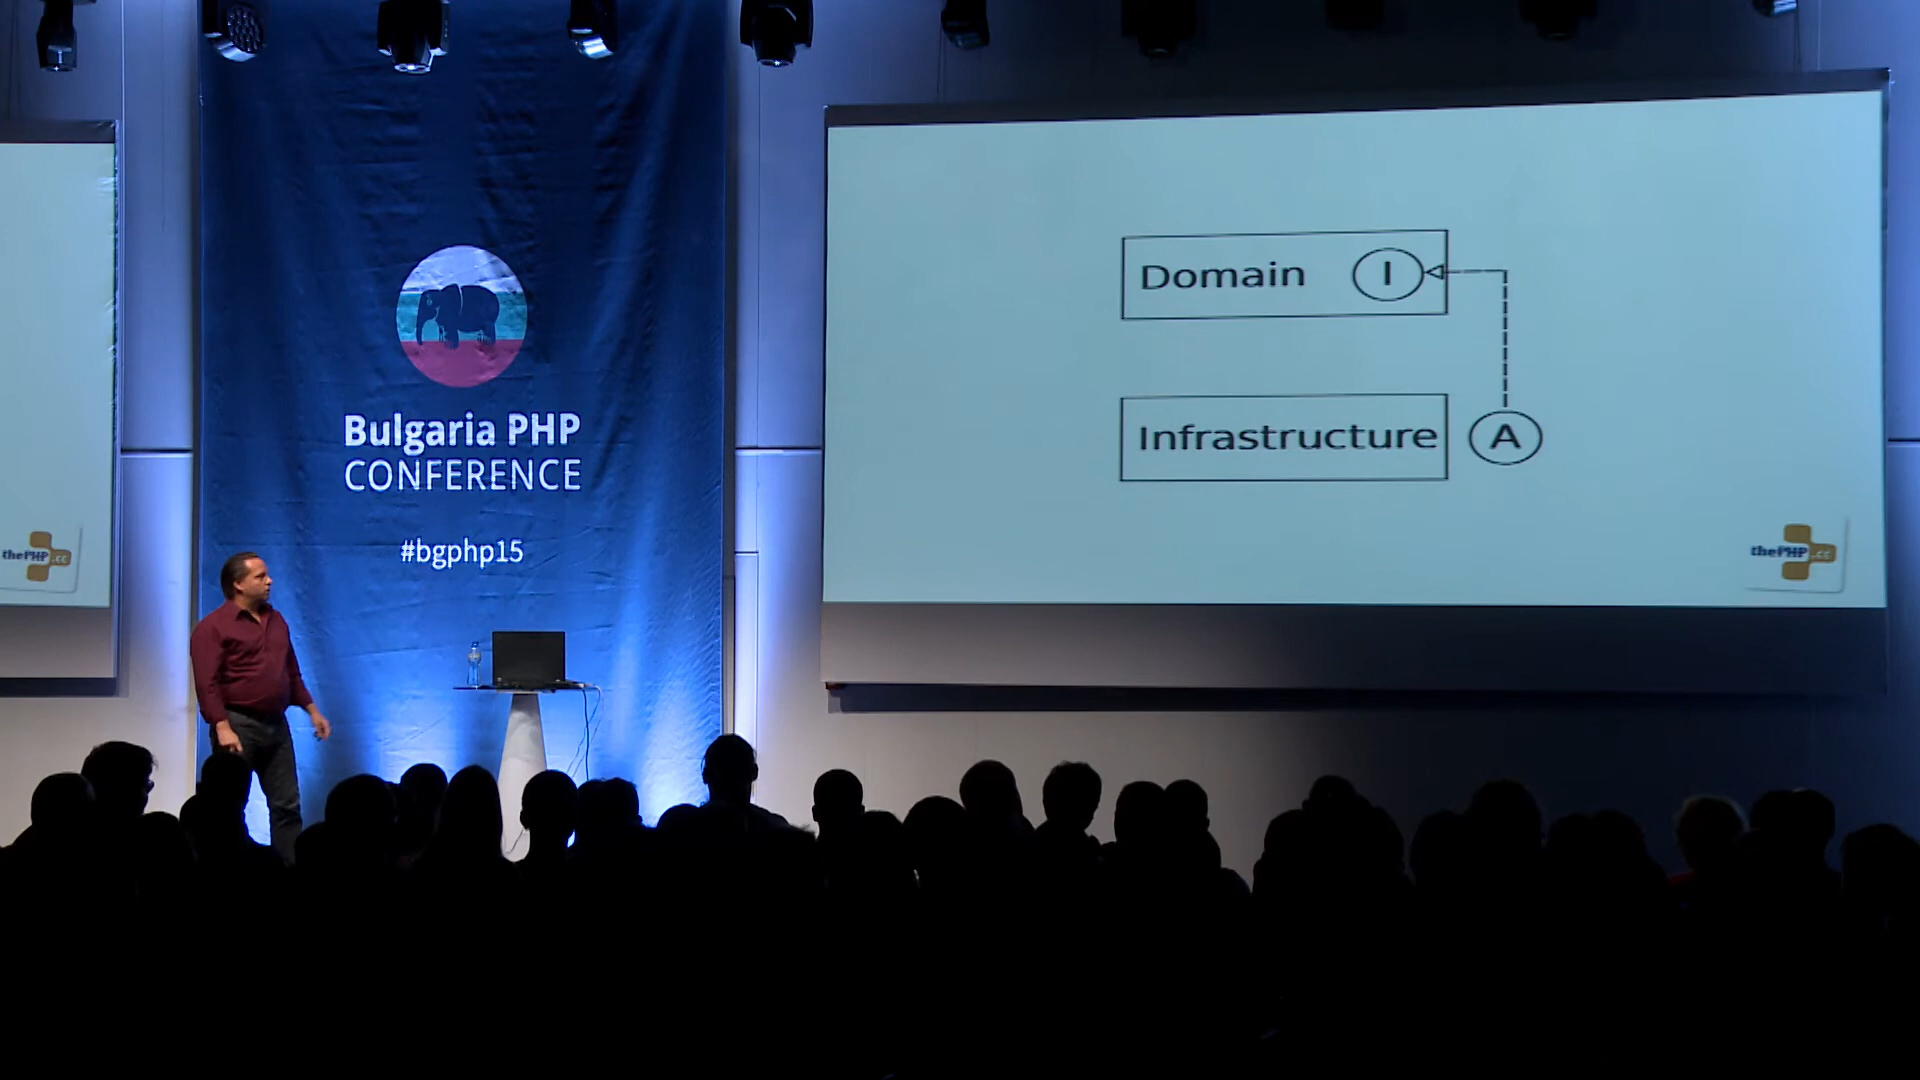 Bulgaria PHP
CONFERENCE
#bgphp15
thePHP.cc
Domain I
Infrastructure A
thePHP.cc